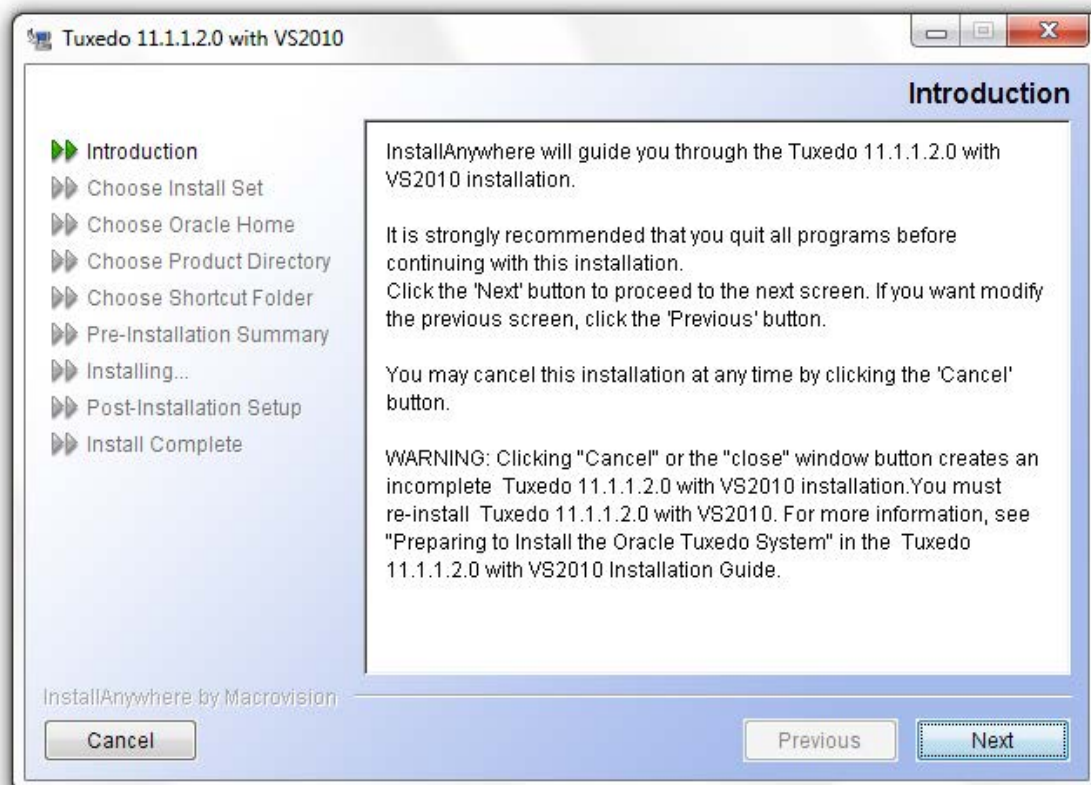 Tuxedo 11.1.1.2.0 with VS2010
Introduction
Introduction
Choose Install Set
Choose Oracle Home
Choose Product Directory
Choose Shortcut Folder
Pre-Installation Summary
Installing...
Post-Installation Setup
Install Complete
InstallAnywhere will guide you through the Tuxedo 11.1.1.2.0 with
VS2010 installation.
It is strongly recommended that you quit all programs before
continuing with this installation.
Click the 'Next' button to proceed to the next screen. If you want modify
the previous screen, click the 'Previous' button.
You may cancel this installation at any time by clicking the 'Cancel'
button.
WARNING: Clicking "Cancel" or the "close" window button creates an
incomplete  Tuxedo 11.1.1.2.0 with VS2010 installation.You must
re-install  Tuxedo 11.1.1.2.0 with VS2010. For more information, see
"Preparing to Install the Oracle Tuxedo System" in the  Tuxedo
11.1.1.2.0 with VS2010 Installation Guide.
InstallAnywhere by Macrovision
Cancel
Previous
Next